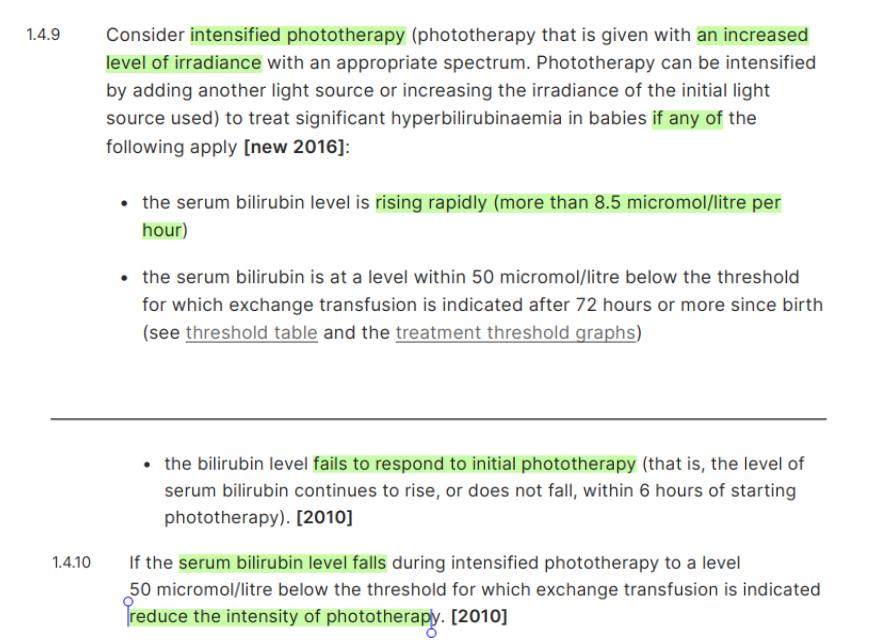 1.4.9 Consider intensified phototherapy (phototherapy that is given with an increased
level of irradiance with an appropriate spectrum. Phototherapy can be intensified
by adding another light source or increasing the irradiance of the initial light
source used) to treat significant hyperbilirubinaemia in babies if any of the
following apply [new 2016]:
• the serum bilirubin level is rising rapidly (more than 8.5 micromol/litre per
hour)
• the serum bilirubin is at a level within 50 micromol/litre below the threshold
for which exchange transfusion is indicated after 72 hours or more since birth
(see threshold table and the treatment threshold graphs)
• the bilirubin level fails to respond to initial phototherapy (that is, the level of
serum bilirubin continues to rise, or does not fall, within 6 hours of starting
phototherapy). [2010]
1.4.10 If the serum bilirubin level falls during intensified phototherapy to a level
50 micromol/litre below the threshold for which exchange transfusion is indicated
reduce the intensity of phototherapy. [2010]